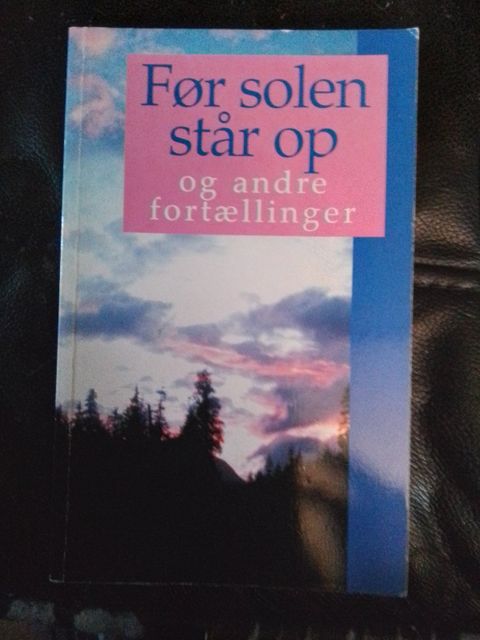 Før solen
står op
og andre
fortællinger